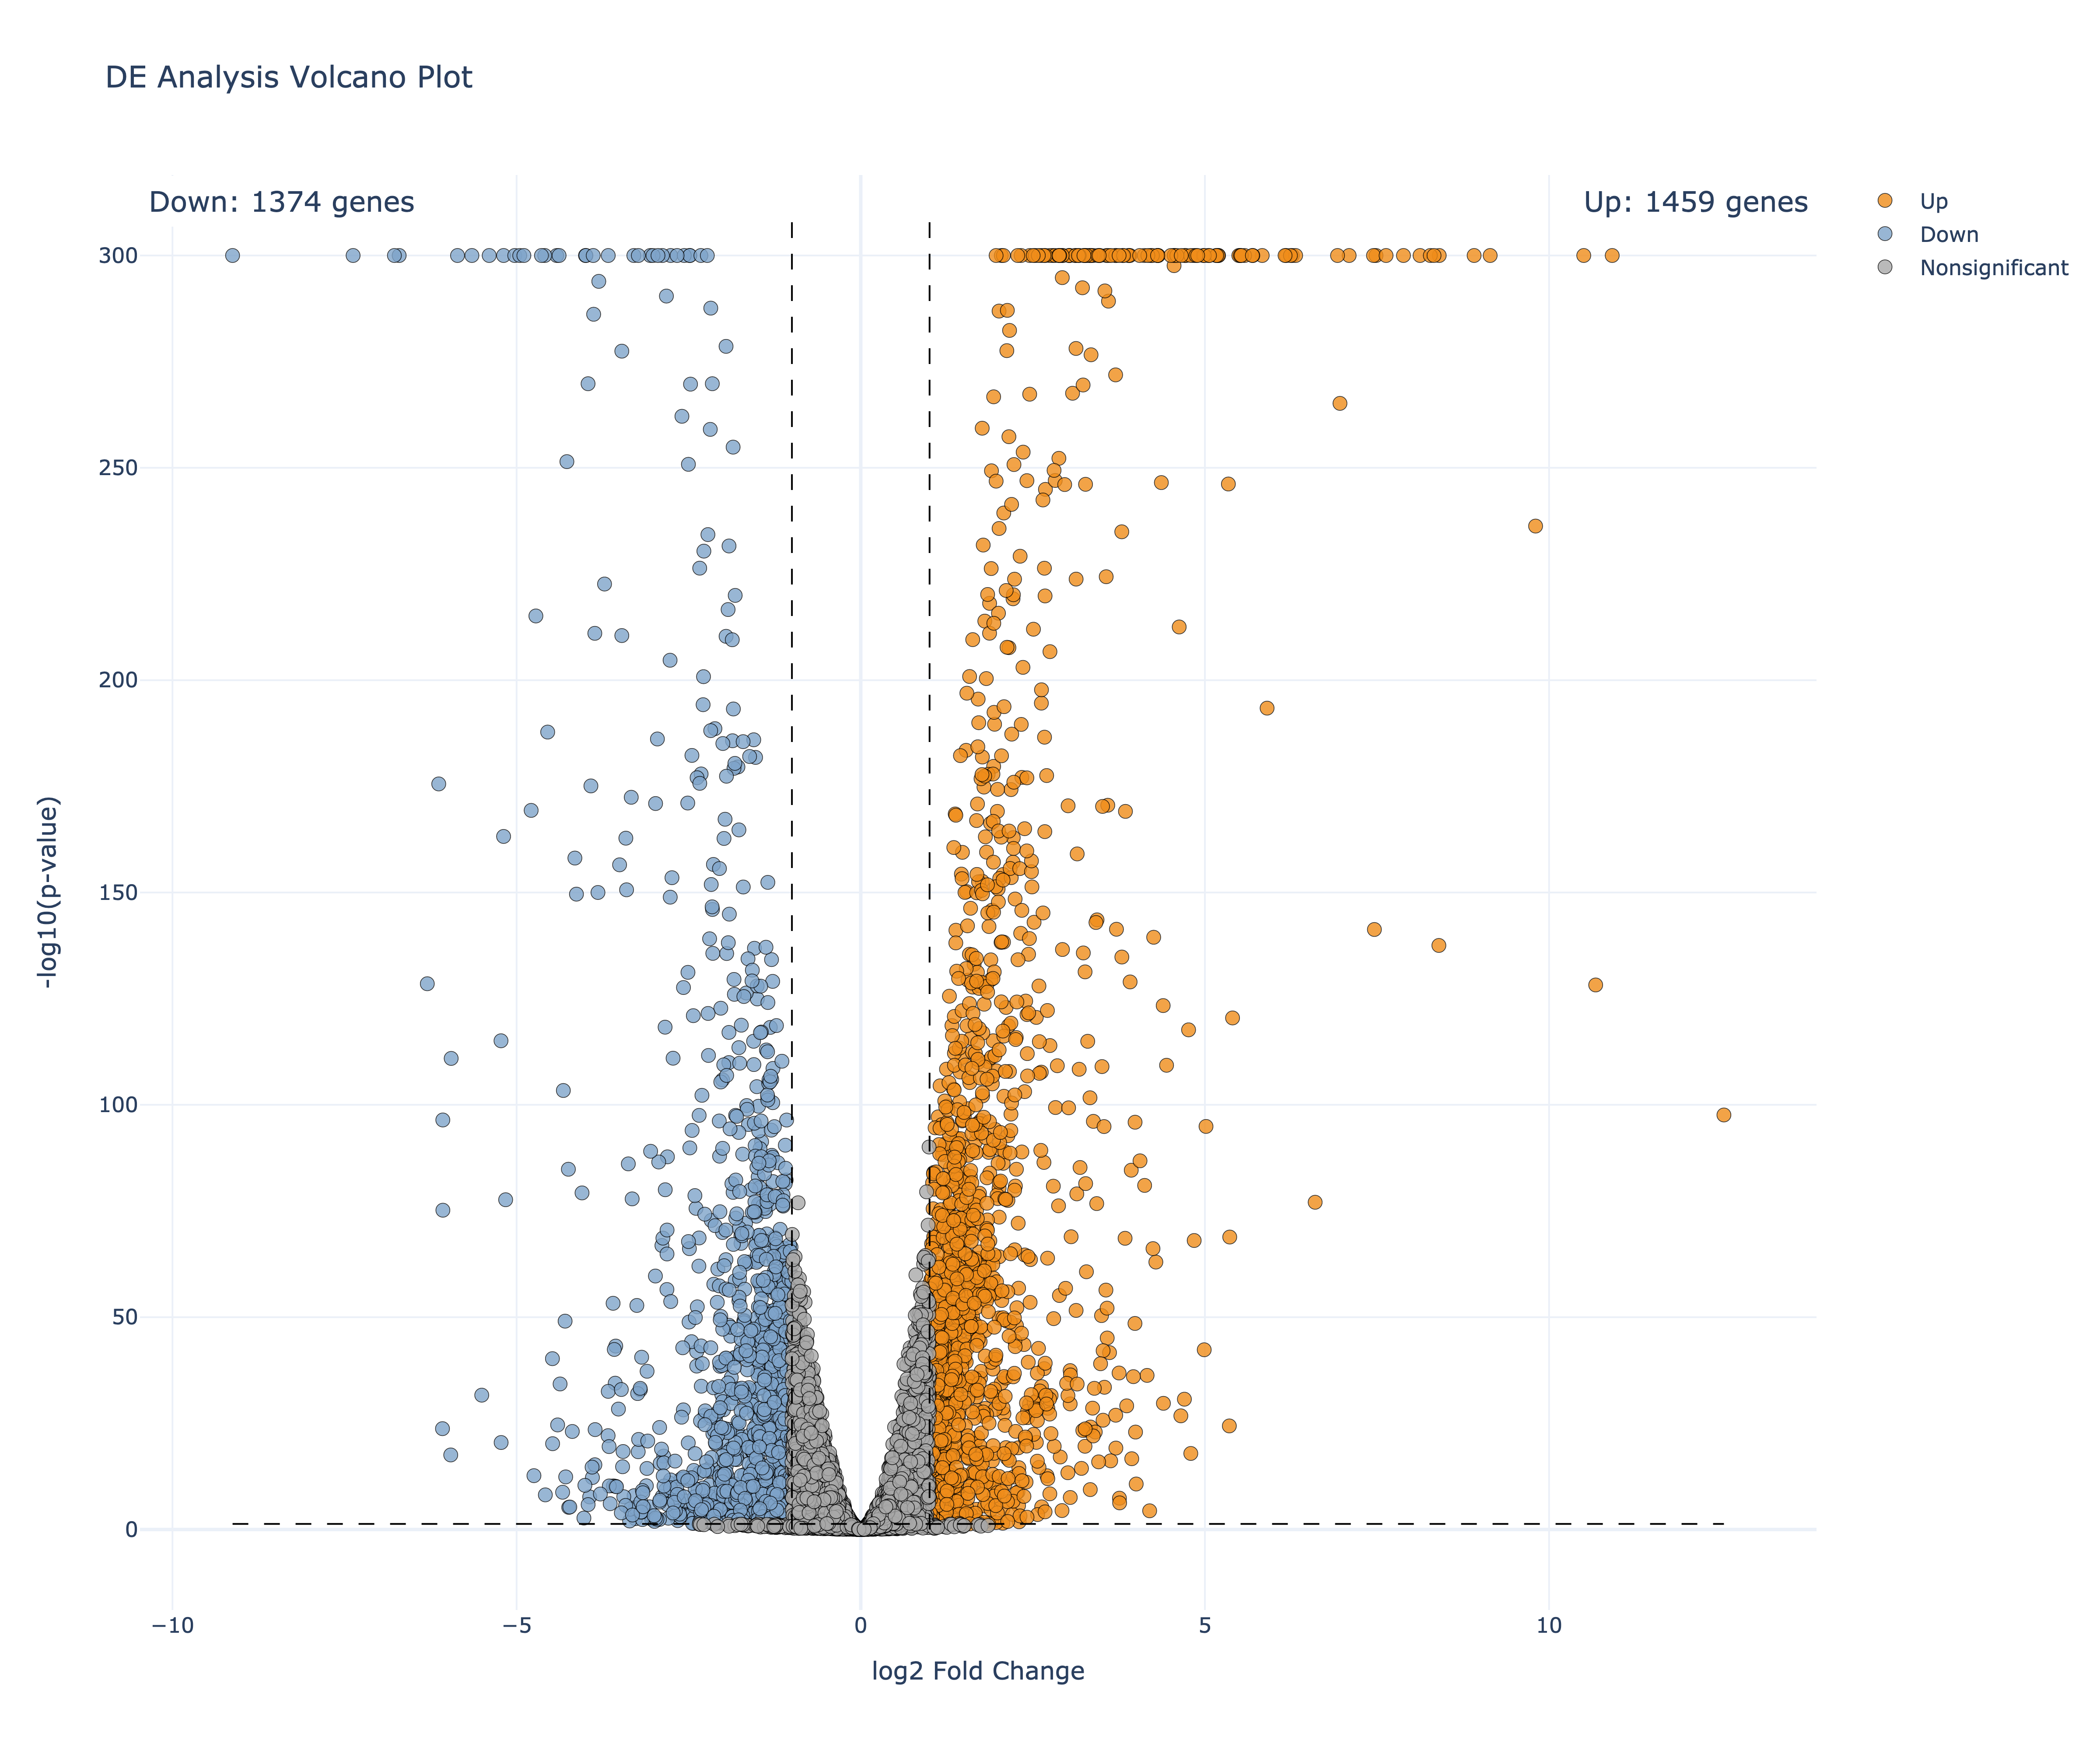 DE Analysis Volcano Plot
Down: 1374 genes
Up: 1459 genes
Up
Down
Nonsignificant
300
250
200
150
100
50
0
-log10(p-value)
−10
−5
0
5
10
log2 Fold Change